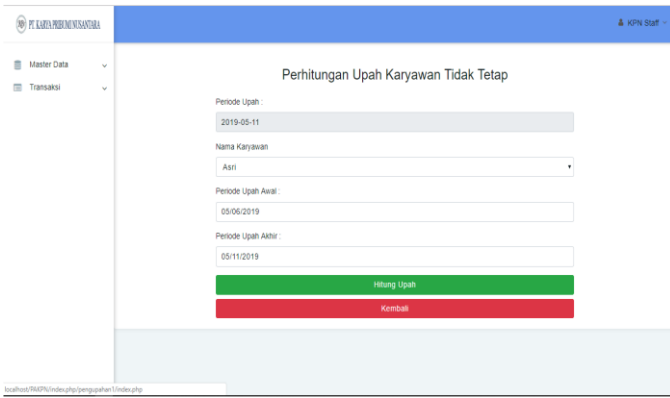 PT. KARYA PRIBUMI NUSANTARA
KPN Staff
Master Data
Transaksi
Perhitungan Upah Karyawan Tidak Tetap
Periode Upah :
2019-05-11
Nama Karyawan
Asri
Periode Upah Awal :
05/06/2019
Periode Upah Akhir :
05/11/2019
Hitung Upah
Kembali
localhost/PAKPN/index.php/pengupahan1/index.php